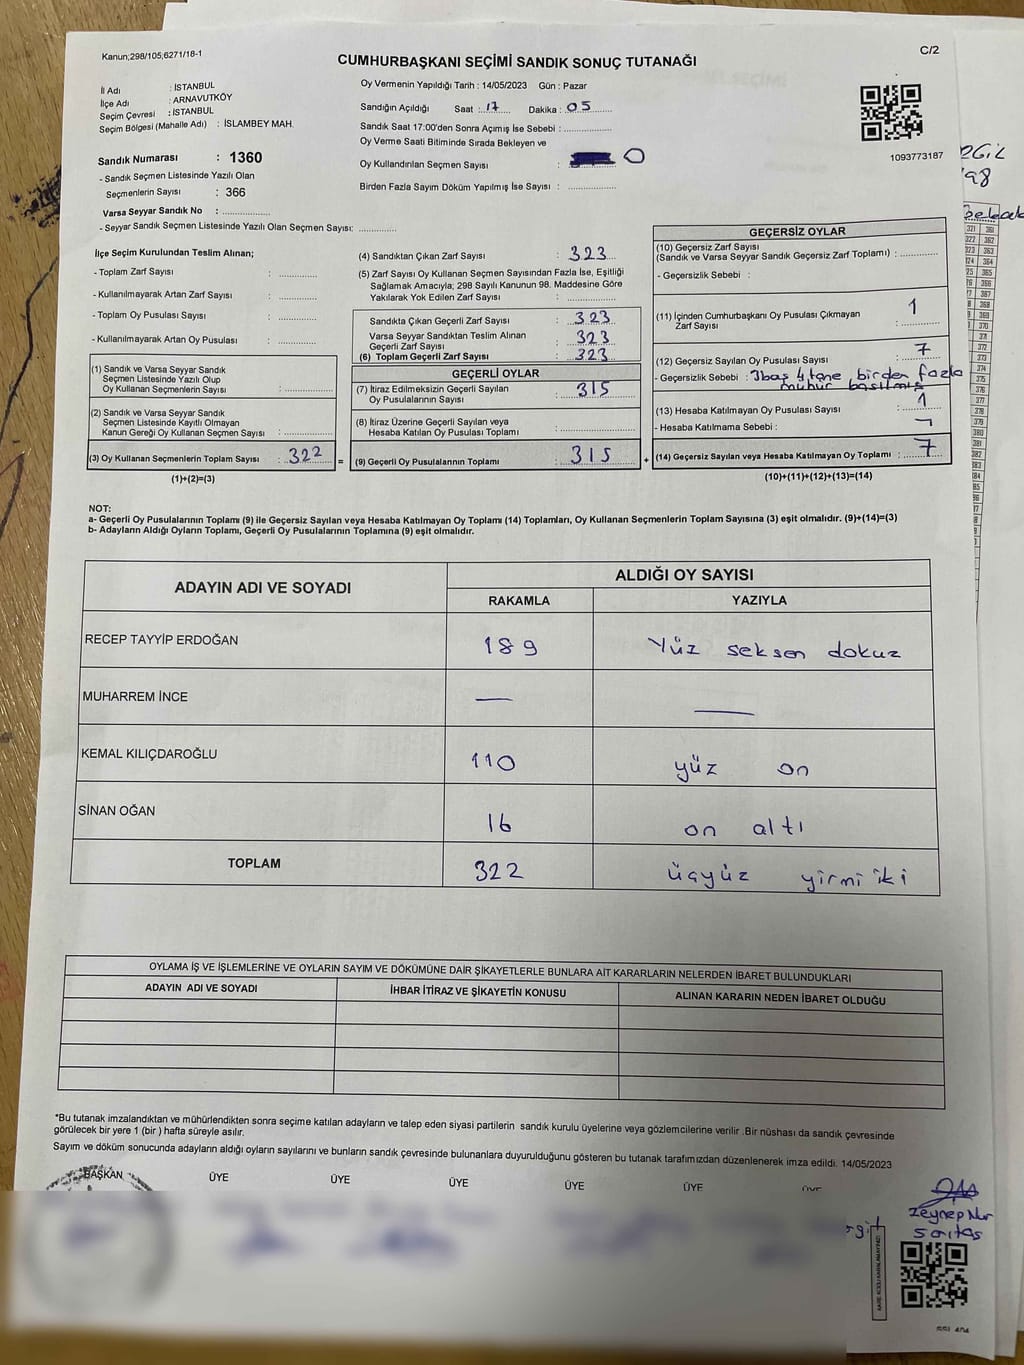 Kanun;298/105;6271/18-1
C/2
CUMHURBAŞKANI SEÇİMİ SANDIK SONUÇ TUTANAĞI
İl Adı : İSTANBUL
İlçe Adı : ARNAVUTKÖY
Seçim Çevresi : İSTANBUL
Seçim Bölgesi (Mahalle Adı) : İSLAMBEY MAH.
Sandık Numarası : 1360
- Sandık Seçmen Listesinde Yazılı Olan
Seçmenlerin Sayısı : 366
Varsa Seyyar Sandık No : ..................
- Seyyar Sandık Seçmen Listesinde Yazılı Olan Seçmen Sayısı: ..............
Oy Vermenin Yapıldığı Tarih : 14/05/2023 Gün : Pazar
Sandığın Açıldığı Saat : 17 Dakika : 05
Sandık Saat 17:00'den Sonra Açımış İse Sebebi : ..................
Oy Verme Saati Bitiminde Sırada Bekleyen ve
Oy Kullandırılan Seçmen Sayısı : 0
Birden Fazla Sayım Döküm Yapılmış İse Sayısı : ..................
1093773187
İlçe Seçim Kurulundan Teslim Alınan;
- Toplam Zarf Sayısı : ..............
- Kullanılmayarak Artan Zarf Sayısı : ..............
- Toplam Oy Pusulası Sayısı : ..............
- Kullanılmayarak Artan Oy Pusulası : ..............
(1) Sandık ve Varsa Seyyar Sandık
Seçmen Listesinde Yazılı Olup
Oy Kullanan Seçmenlerin Sayısı : ..............
(2) Sandık ve Varsa Seyyar Sandık
Seçmen Listesinde Kayıtlı Olmayan
Kanun Gereği Oy Kullanan Seçmen Sayısı : ..............
(3) Oy Kullanan Seçmenlerin Toplam Sayısı : 322
(1)+(2)=(3)
(4) Sandıktan Çıkan Zarf Sayısı : 323
(5) Zarf Sayısı Oy Kullanan Seçmen Sayısından Fazla İse, Eşitliği
Sağlamak Amacıyla; 298 Sayılı Kanunun 98. Maddesine Göre
Yakılarak Yok Edilen Zarf Sayısı : ..............
Sandıkta Çıkan Geçerli Zarf Sayısı : 323
Varsa Seyyar Sandıktan Teslim Alınan
Geçerli Zarf Sayısı : 323
(6) Toplam Geçerli Zarf Sayısı : 323
GEÇERLİ OYLAR
(7) İtiraz Edilmeksizin Geçerli Sayılan
Oy Pusulalarının Sayısı : 315
(8) İtiraz Üzerine Geçerli Sayılan veya
Hesaba Katılan Oy Pusulası Toplamı : ..............
= (9) Geçerli Oy Pusulalarının Toplamı : 315
GEÇERSİZ OYLAR
(10) Geçersiz Zarf Sayısı
(Sandık ve Varsa Seyyar Sandık Geçersiz Zarf Toplamı) : ..............
- Geçersizlik Sebebi :
(11) İçinden Cumhurbaşkanı Oy Pusulası Çıkmayan
Zarf Sayısı : 1
(12) Geçersiz Sayılan Oy Pusulası Sayısı : 7
- Geçersizlik Sebebi : 3 boş 4 tane birden fazla
mühür basılmış
(13) Hesaba Katılmayan Oy Pusulası Sayısı : 1
- Hesaba Katılmama Sebebi :
+ (14) Geçersiz Sayılan veya Hesaba Katılmayan Oy Toplamı : 7
(10)+(11)+(12)+(13)=(14)
NOT:
a- Geçerli Oy Pusulalarının Toplamı (9) ile Geçersiz Sayılan veya Hesaba Katılmayan Oy Toplamı (14) Toplamları, Oy Kullanan Seçmenlerin Toplam Sayısına (3) eşit olmalıdır. (9)+(14)=(3)
b- Adayların Aldığı Oyların Toplamı, Geçerli Oy Pusulalarının Toplamına (9) eşit olmalıdır.
ADAYIN ADI VE SOYADI
ALDIĞI OY SAYISI
RAKAMLA YAZIYLA
RECEP TAYYİP ERDOĞAN 189 Yüz seksen dokuz
MUHARREM İNCE — —
KEMAL KILIÇDAROĞLU 110 yüz on
SİNAN OĞAN 16 on altı
TOPLAM 322 üçyüz yirmi iki
OYLAMA İŞ VE İŞLEMLERİNE VE OYLARIN SAYIM VE DÖKÜMÜNE DAİR ŞİKAYETLERLE BUNLARA AİT KARARLARIN NELERDEN İBARET BULUNDUKLARI
ADAYIN ADI VE SOYADI İHBAR İTİRAZ VE ŞİKAYETİN KONUSU ALINAN KARARIN NEDEN İBARET OLDUĞU
*Bu tutanak imzalandıktan ve mühürlendikten sonra seçime katılan adayların ve talep eden siyasi partilerin sandık kurulu üyelerine veya gözlemcilerine verilir .Bir nüshası da sandık çevresinde
görülecek bir yere 1 (bir ) hafta süreyle asılır.
Sayım ve döküm sonucunda adayların aldığı oyların sayılarını ve bunların sandık çevresinde bulunanlara duyurulduğunu gösteren bu tutanak tarafımızdan düzenlenerek imza edildi. 14/05/2023
BAŞKAN ÜYE ÜYE ÜYE ÜYE ÜYE
Zeynep Nur